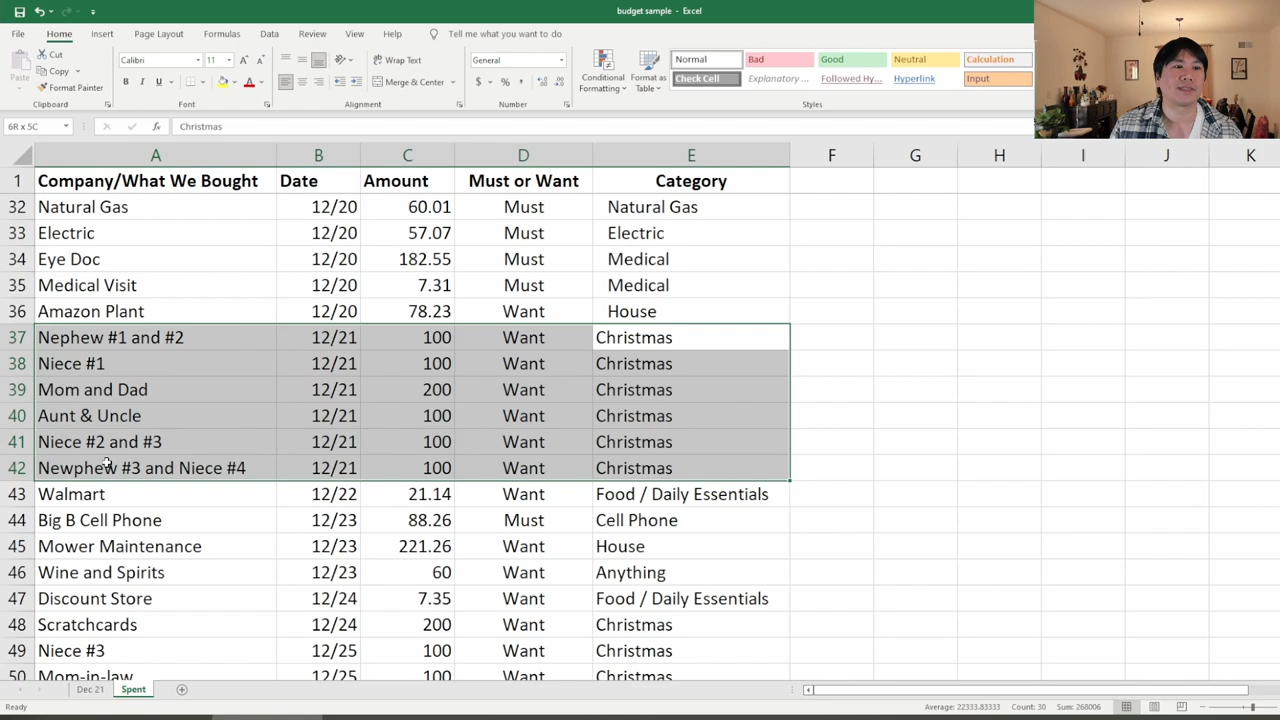 budget sample - Excel
File Home Insert Page Layout Formulas Data Review View Help Tell me what you want to do
Paste Cut Copy Format Painter Clipboard
Calibri 11 A A B I U A Font
Wrap Text Merge & Center Alignment
General $ % , Number
Conditional Formatting Format as Table
Normal Bad Good Neutral Calculation
Check Cell Explanatory ... Followed Hy... Hyperlink Input
Styles
6R x 5C fx Christmas
A B C D E F G H I J K
1 Company/What We Bought Date Amount Must or Want Category
32 Natural Gas 12/20 60.01 Must Natural Gas
33 Electric 12/20 57.07 Must Electric
34 Eye Doc 12/20 182.55 Must Medical
35 Medical Visit 12/20 7.31 Must Medical
36 Amazon Plant 12/20 78.23 Want House
37 Nephew #1 and #2 12/21 100 Want Christmas
38 Niece #1 12/21 100 Want Christmas
39 Mom and Dad 12/21 200 Want Christmas
40 Aunt & Uncle 12/21 100 Want Christmas
41 Niece #2 and #3 12/21 100 Want Christmas
42 Newphew #3 and Niece #4 12/21 100 Want Christmas
43 Walmart 12/22 21.14 Want Food / Daily Essentials
44 Big B Cell Phone 12/23 88.26 Must Cell Phone
45 Mower Maintenance 12/23 221.26 Want House
46 Wine and Spirits 12/23 60 Want Anything
47 Discount Store 12/24 7.35 Want Food / Daily Essentials
48 Scratchcards 12/24 200 Want Christmas
49 Niece #3 12/25 100 Want Christmas
50 Mom-in-law 12/25 100 Want Christmas
Dec 21 Spent
Ready Average: 22333.83333 Count: 30 Sum: 268006